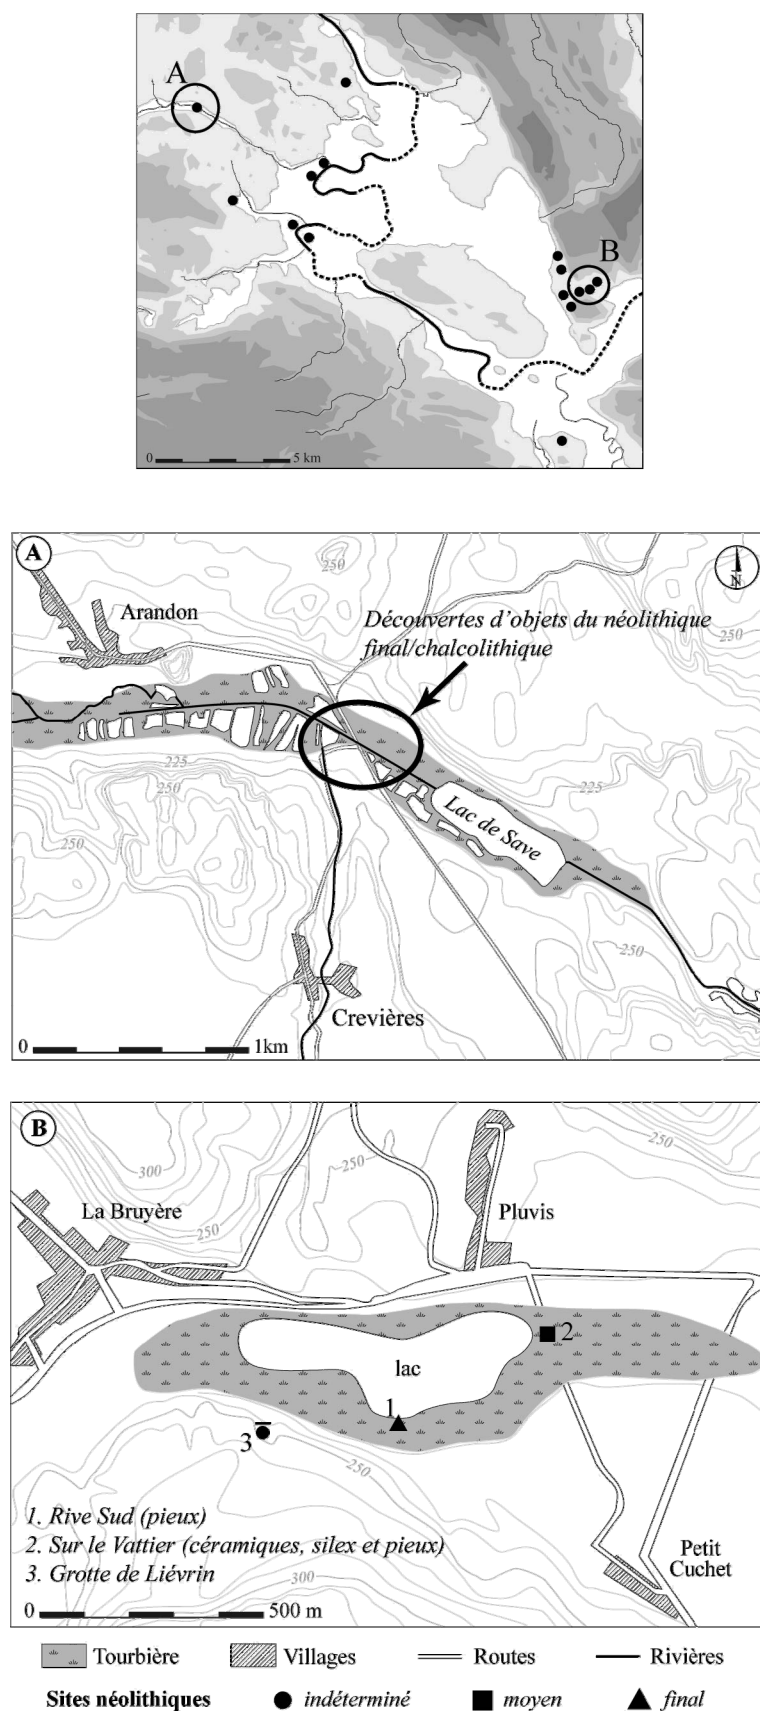 A
B
0 5 km
A
250
N
Arandon
Découvertes d'objets du néolithique
final/chalcolithique
250
225
225
250
250
Lac de Save
250
Crevières
0 1km
B
300
250
250
La Bruyère
Pluvis
250
2
lac
1
3
250
1. Rive Sud (pieux)
2. Sur le Vattier (céramiques, silex et pieux)
3. Grotte de Liévrin
Petit
Cuchet
300
0 500 m
Tourbière Villages Routes Rivières
Sites néolithiques indéterminé moyen final